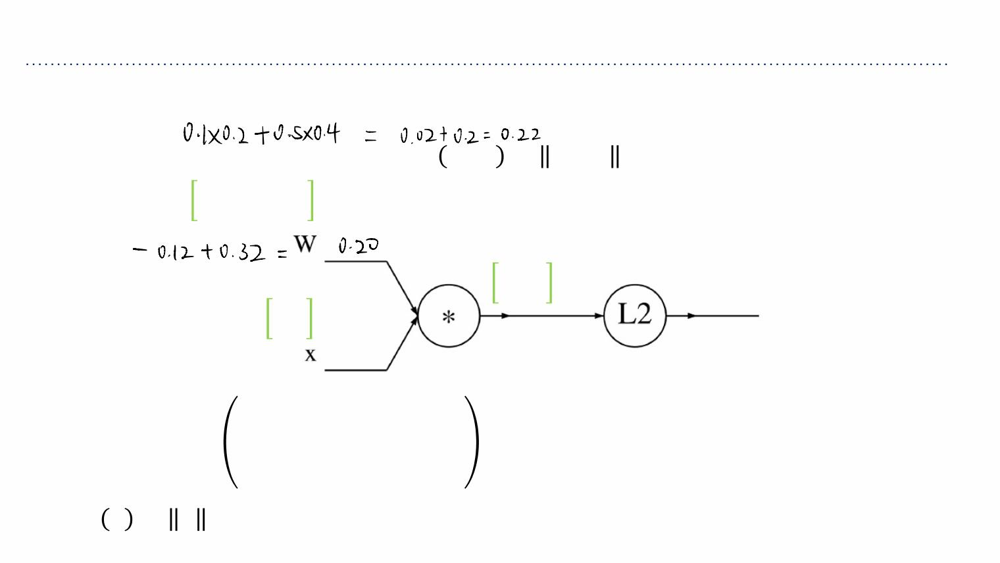 0.1×0.2+0.5×0.4 = 0.02+0.2=0.22
( ) ‖ ‖
[ ]
-0.12+0.32= W 0.20
[ ]
[ ]
* L2
x
( )
( ) ‖ ‖